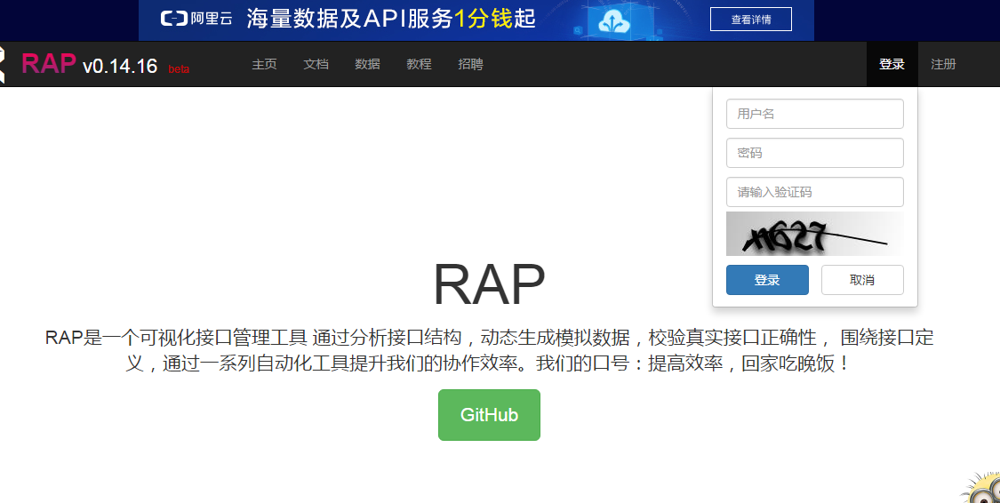 阿里云 海量数据及API服务1分钱起 查看详情
RAP v0.14.16 beta 主页 文档 数据 教程 招聘 登录 注册
用户名
密码
请输入验证码
n627
登录 取消
RAP
RAP是一个可视化接口管理工具 通过分析接口结构，动态生成模拟数据，校验真实接口正确性， 围绕接口定
义，通过一系列自动化工具提升我们的协作效率。我们的口号：提高效率，回家吃晚饭！
GitHub